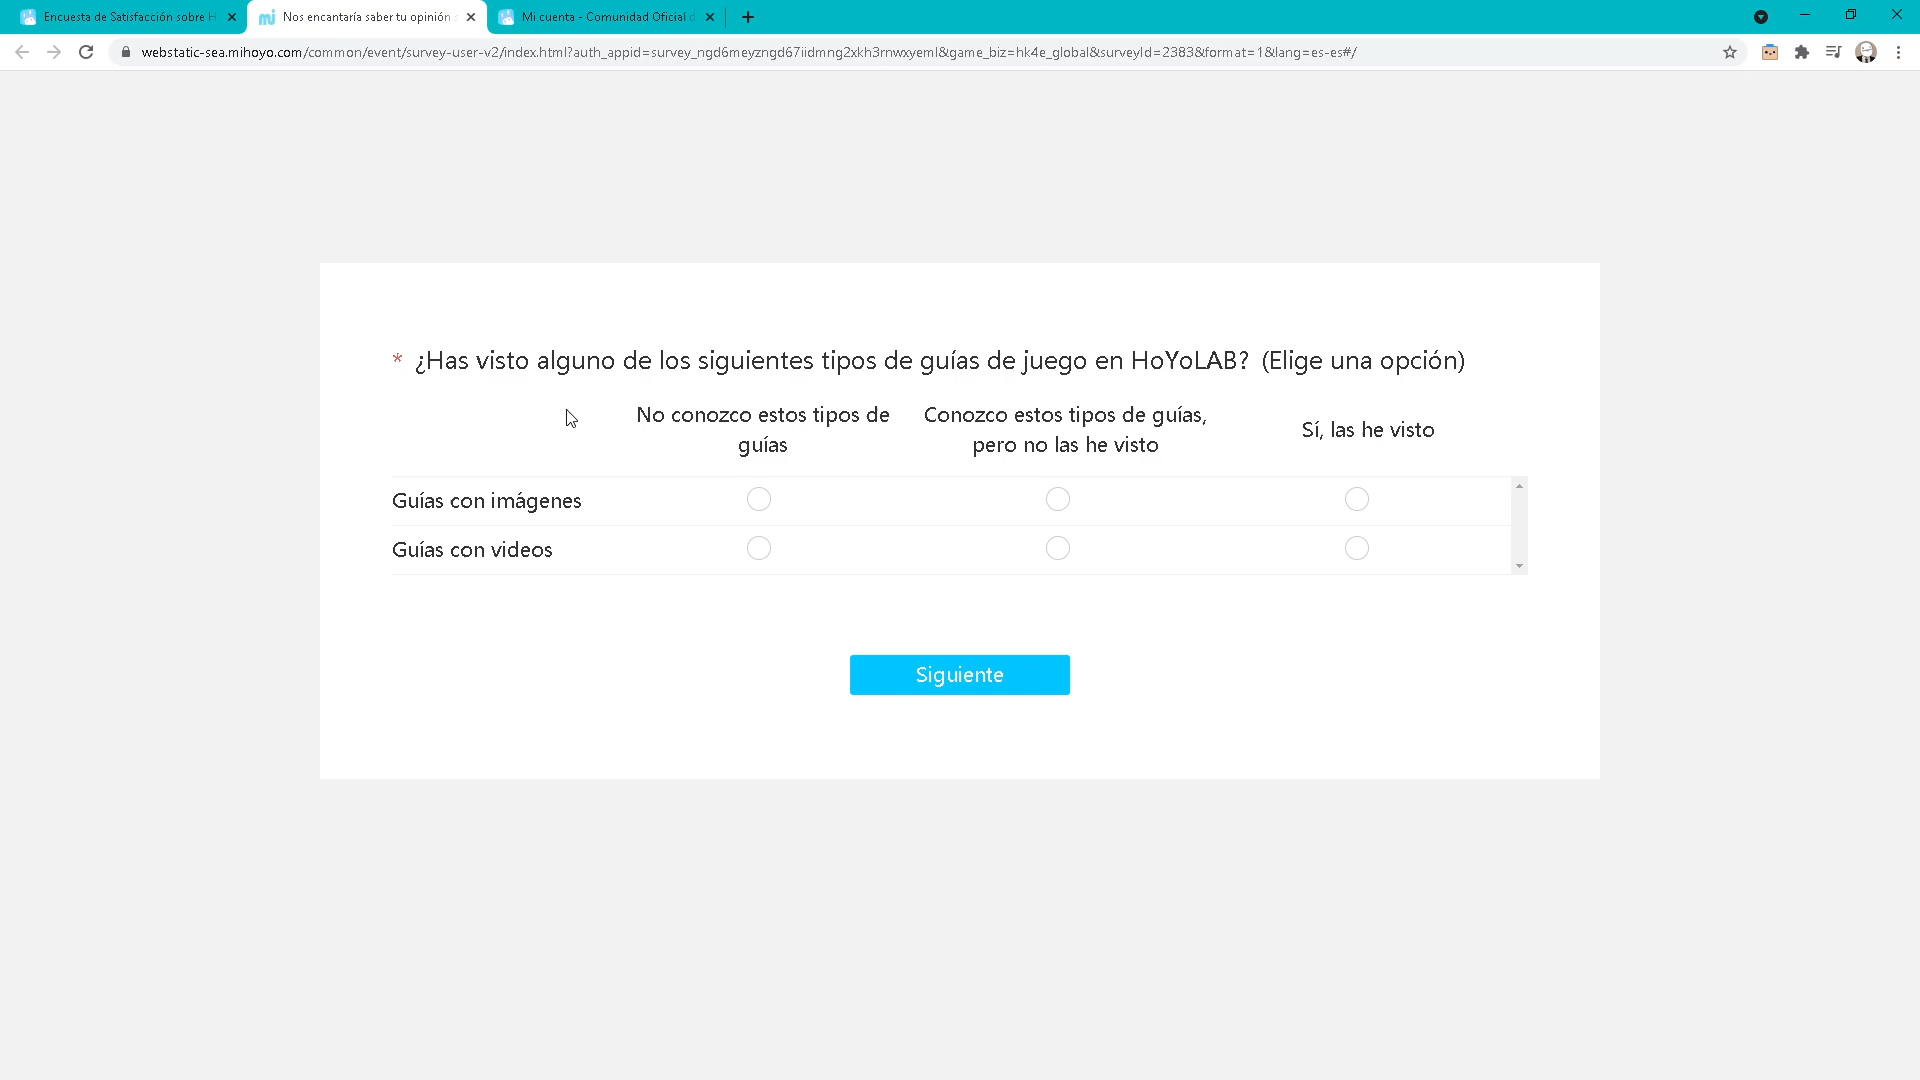 Encuesta de Satisfacción sobre H
Nos encantaría saber tu opinión
Mi cuenta - Comunidad Oficial d
webstatic-sea.mihoyo.com/common/event/survey-user-v2/index.html?auth_appid=survey_ngd6meyzngd67iidmng2xkh3rnwxyeml&game_biz=hk4e_global&surveyId=2383&format=1&lang=es-es#/
* ¿Has visto alguno de los siguientes tipos de guías de juego en HoYoLAB? (Elige una opción)
No conozco estos tipos de
guías
Conozco estos tipos de guías,
pero no las he visto
Sí, las he visto
Guías con imágenes
Guías con videos
Siguiente